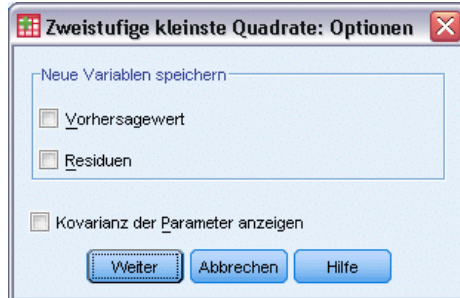 Zweistufige kleinste Quadrate: Optionen
Neue Variablen speichern
Vorhersagewert
Residuen
Kovarianz der Parameter anzeigen
Weiter Abbrechen Hilfe